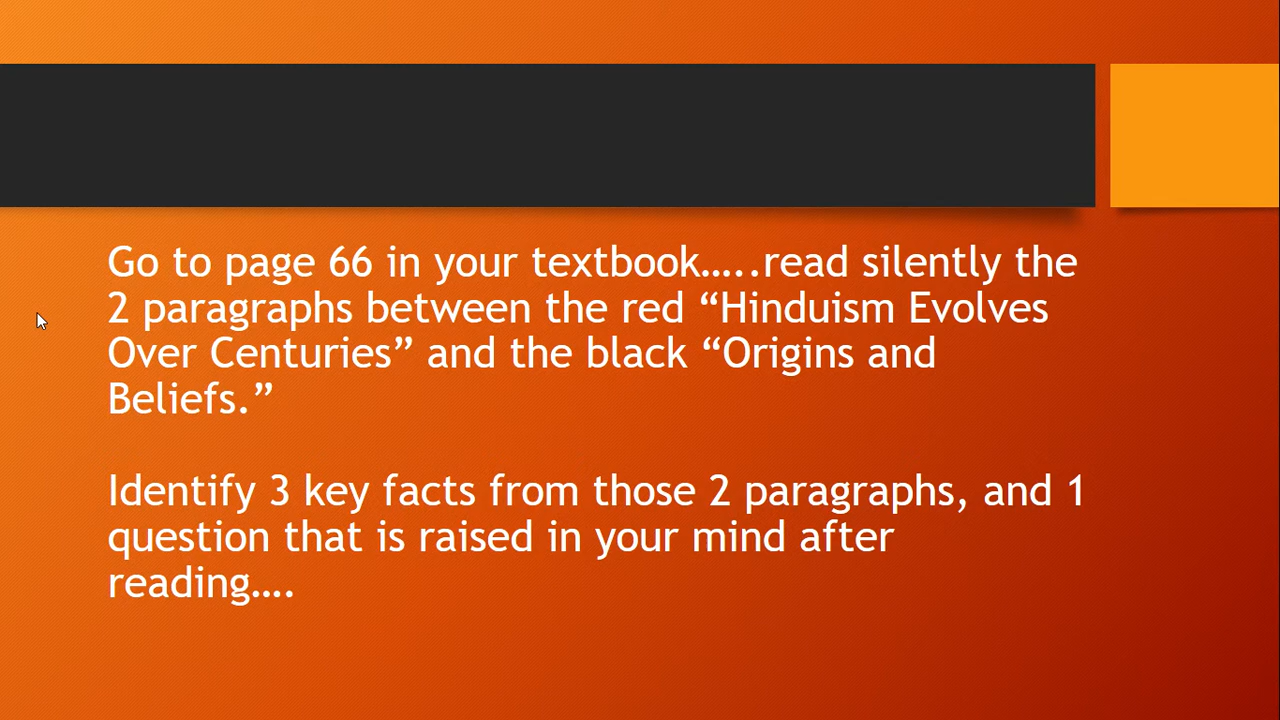 Go to page 66 in your textbook…..read silently the
2 paragraphs between the red “Hinduism Evolves
Over Centuries” and the black “Origins and
Beliefs.”
Identify 3 key facts from those 2 paragraphs, and 1
question that is raised in your mind after
reading….